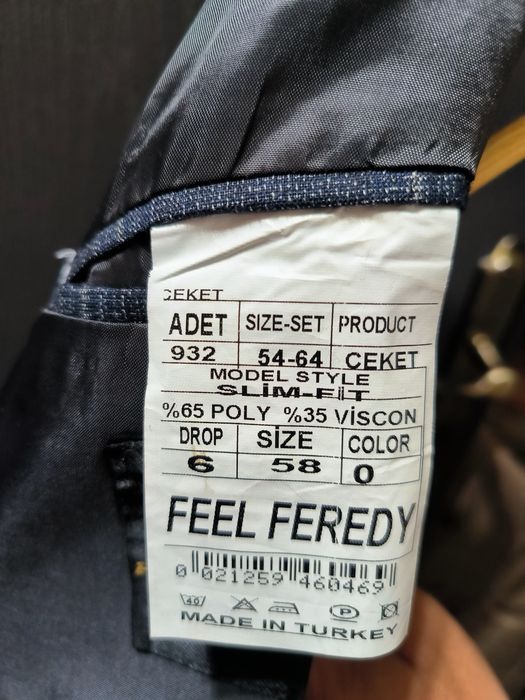 CEKET
ADET SIZE-SET PRODUCT
932 54-64 CEKET
MODEL STYLE
SLİM-FİT
%65 POLY %35 VİSCON
DROP SİZE COLOR
6 58 0
FEEL FEREDY
0 021259 460469
40 P
MADE IN TURKEY